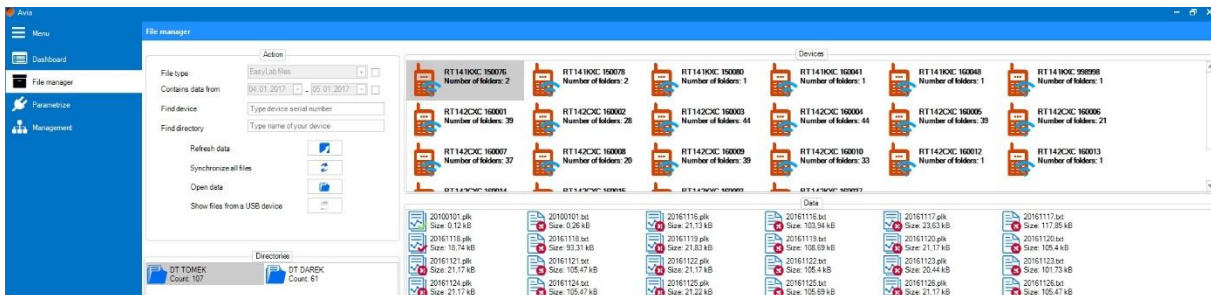 Avia
Menu
Dashboard
File manager
Parametrize
Management
File manager
Action
File type
EasyLab files
Contains data from
04.01.2017 - 05.01.2017
Find device
Type device serial number
Find directory
Type name of your device
Refresh data
Synchronize all files
Open data
Show files from a USB device
Directories
DT TOMEK
Count: 107
DT DAREK
Count: 61
Devices
RT141KXC 150076
Number of folders: 2
RT141KXC 150078
Number of folders: 2
RT141KXC 150080
Number of folders: 1
RT141KXC 160041
Number of folders: 1
RT141KXC 160048
Number of folders: 1
RT141KXC 998998
Number of folders: 1
RT142CXC 160001
Number of folders: 39
RT142CXC 160002
Number of folders: 28
RT142CXC 160003
Number of folders: 44
RT142CXC 160004
Number of folders: 44
RT142CXC 160005
Number of folders: 39
RT142CXC 160006
Number of folders: 21
RT142CXC 160007
Number of folders: 37
RT142CXC 160008
Number of folders: 20
RT142CXC 160009
Number of folders: 39
RT142CXC 160010
Number of folders: 33
RT142CXC 160012
Number of folders: 1
RT142CXC 160013
Number of folders: 1
Data
20100101.plk
Size: 0,12 kB
20100101.txt
Size: 0,26 kB
20161116.plk
Size: 21,13 kB
20161116.txt
Size: 103,94 kB
20161117.plk
Size: 23,63 kB
20161117.txt
Size: 117,85 kB
20161118.plk
Size: 18,74 kB
20161118.txt
Size: 93,31 kB
20161119.plk
Size: 21,83 kB
20161119.txt
Size: 108,69 kB
20161120.plk
Size: 21,17 kB
20161120.txt
Size: 105,4 kB
20161121.plk
Size: 21,17 kB
20161121.txt
Size: 105,47 kB
20161122.plk
Size: 21,17 kB
20161122.txt
Size: 105,4 kB
20161123.plk
Size: 20,44 kB
20161123.txt
Size: 101,73 kB
20161124.plk
Size: 21,17 kB
20161124.txt
Size: 105,47 kB
20161125.plk
Size: 21,22 kB
20161125.txt
Size: 105,69 kB
20161126.plk
Size: 21,17 kB
20161126.txt
Size: 105,47 kB